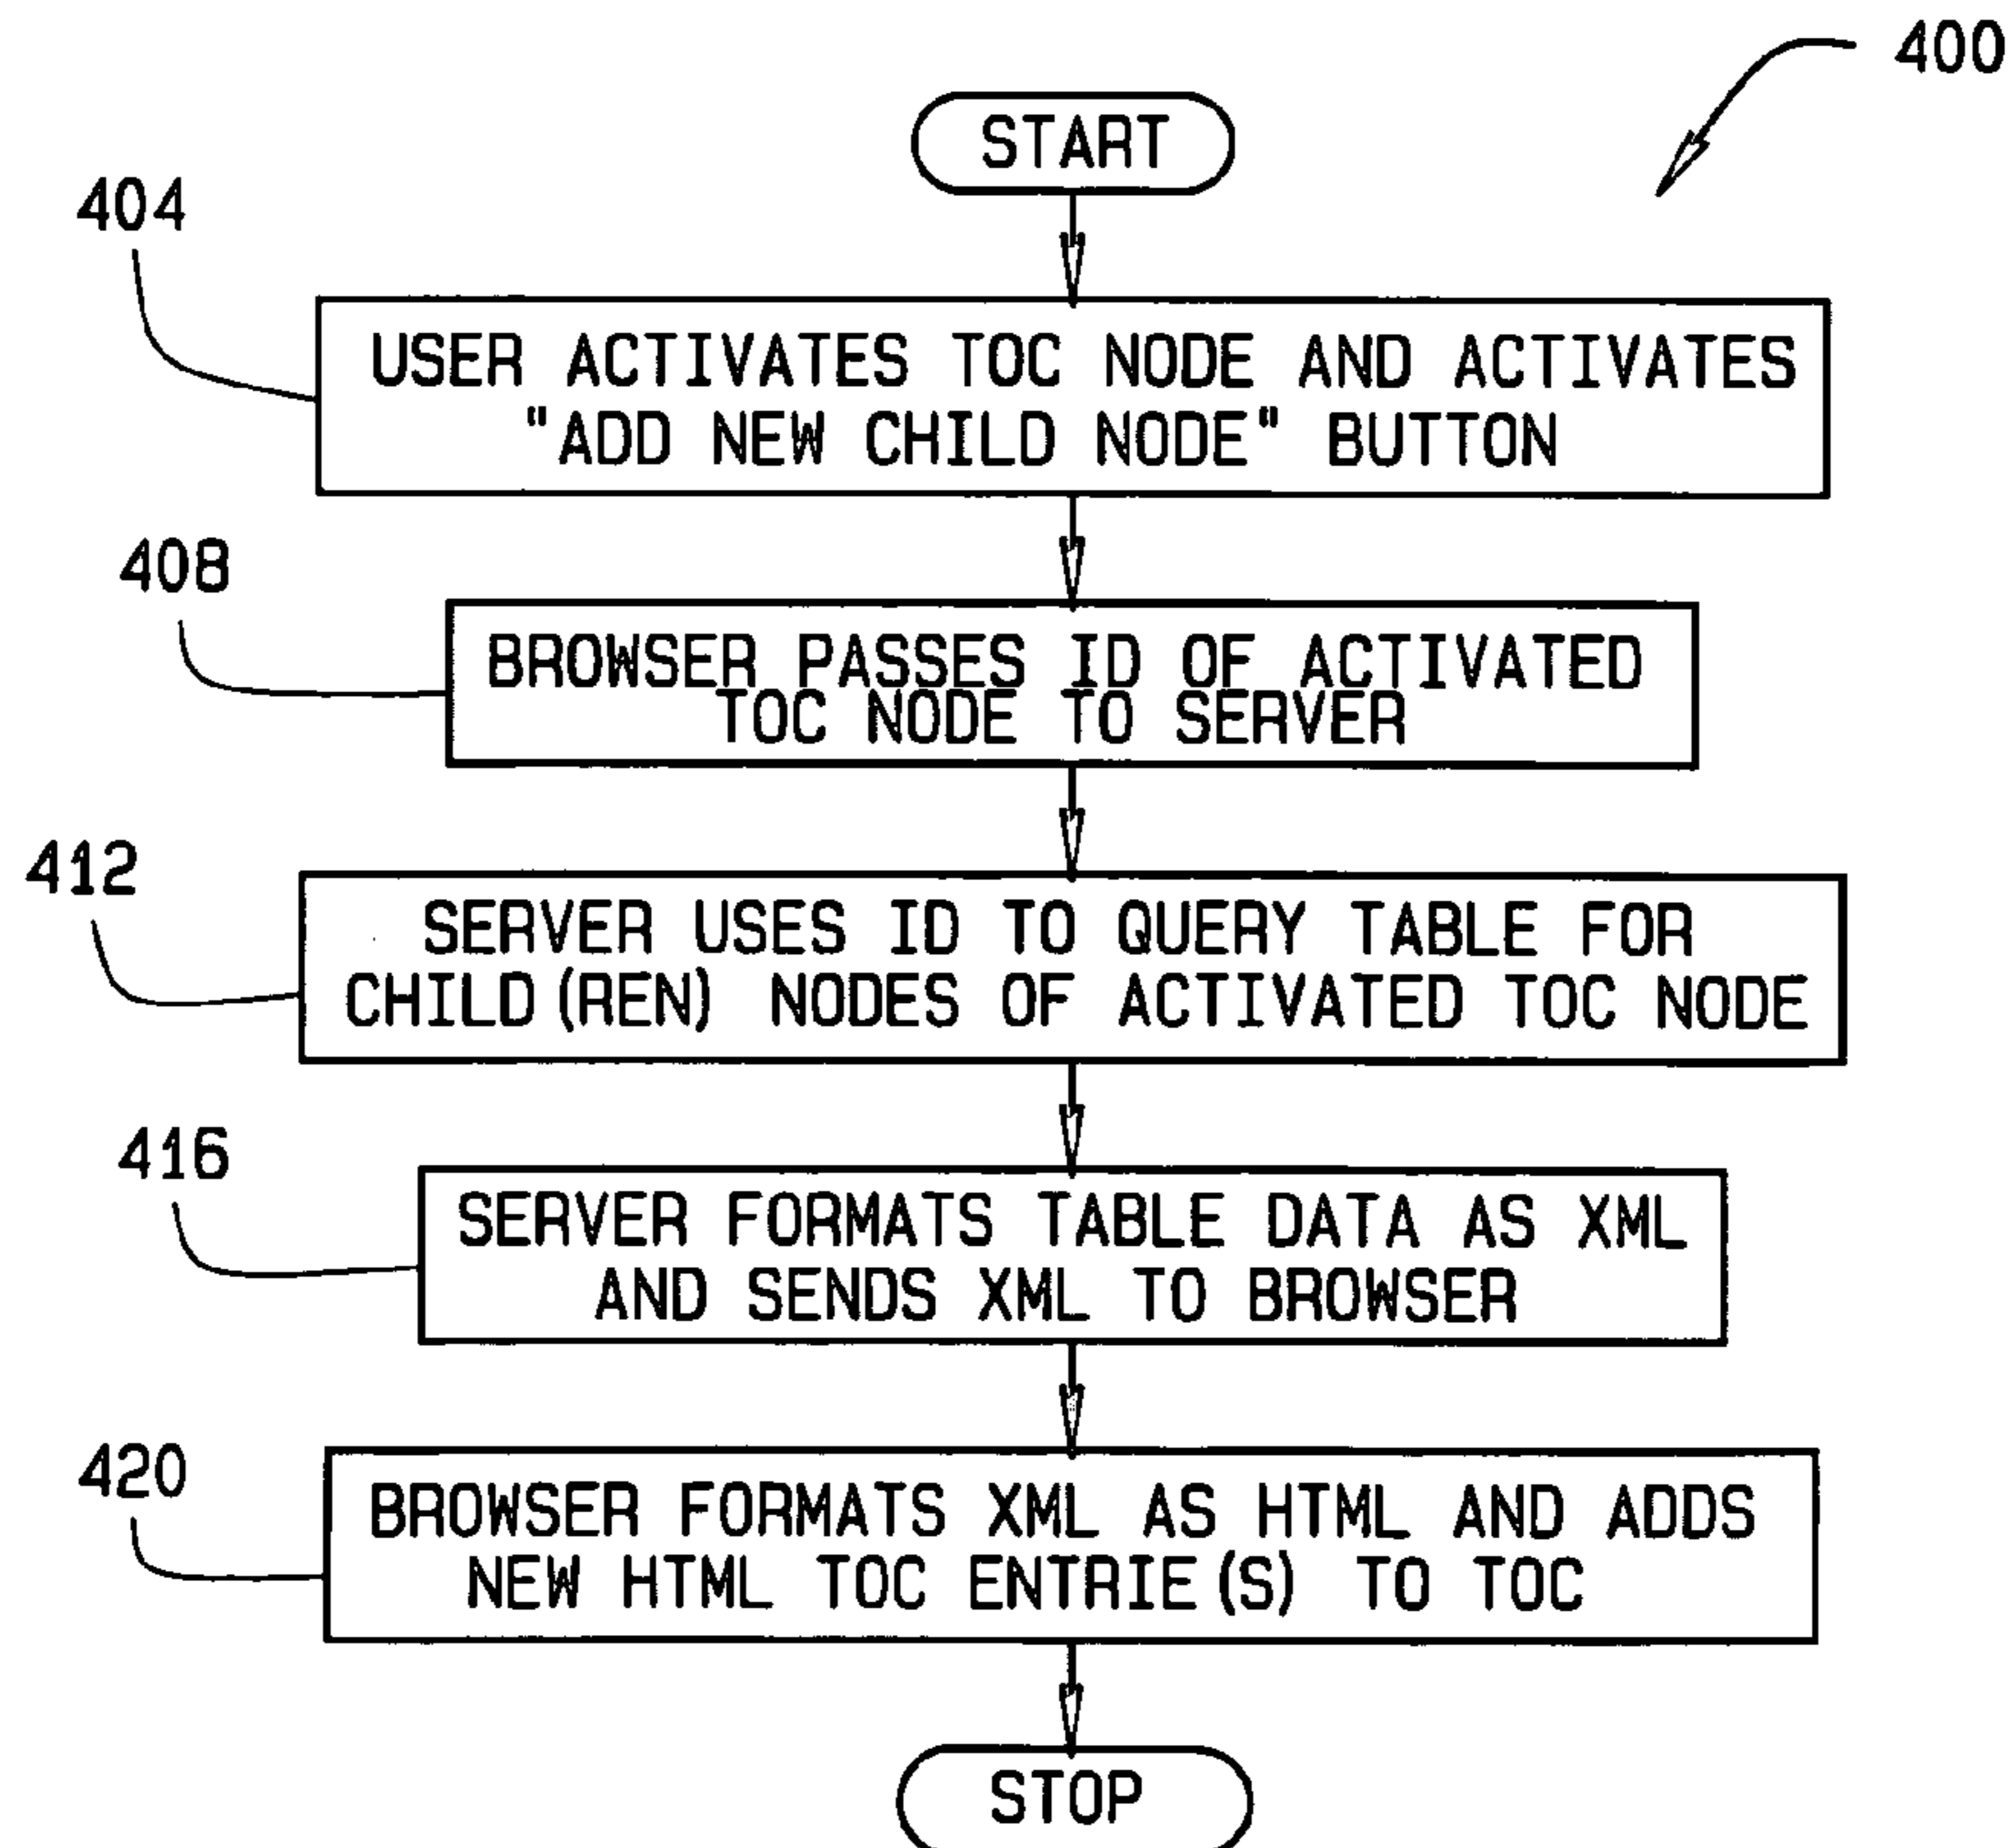 400
START
404
USER ACTIVATES TOC NODE AND ACTIVATES
"ADD NEW CHILD NODE" BUTTON
408
BROWSER PASSES ID OF ACTIVATED
TOC NODE TO SERVER
412
SERVER USES ID TO QUERY TABLE FOR
CHILD(REN) NODES OF ACTIVATED TOC NODE
416
SERVER FORMATS TABLE DATA AS XML
AND SENDS XML TO BROWSER
420
BROWSER FORMATS XML AS HTML AND ADDS
NEW HTML TOC ENTRIE(S) TO TOC
STOP